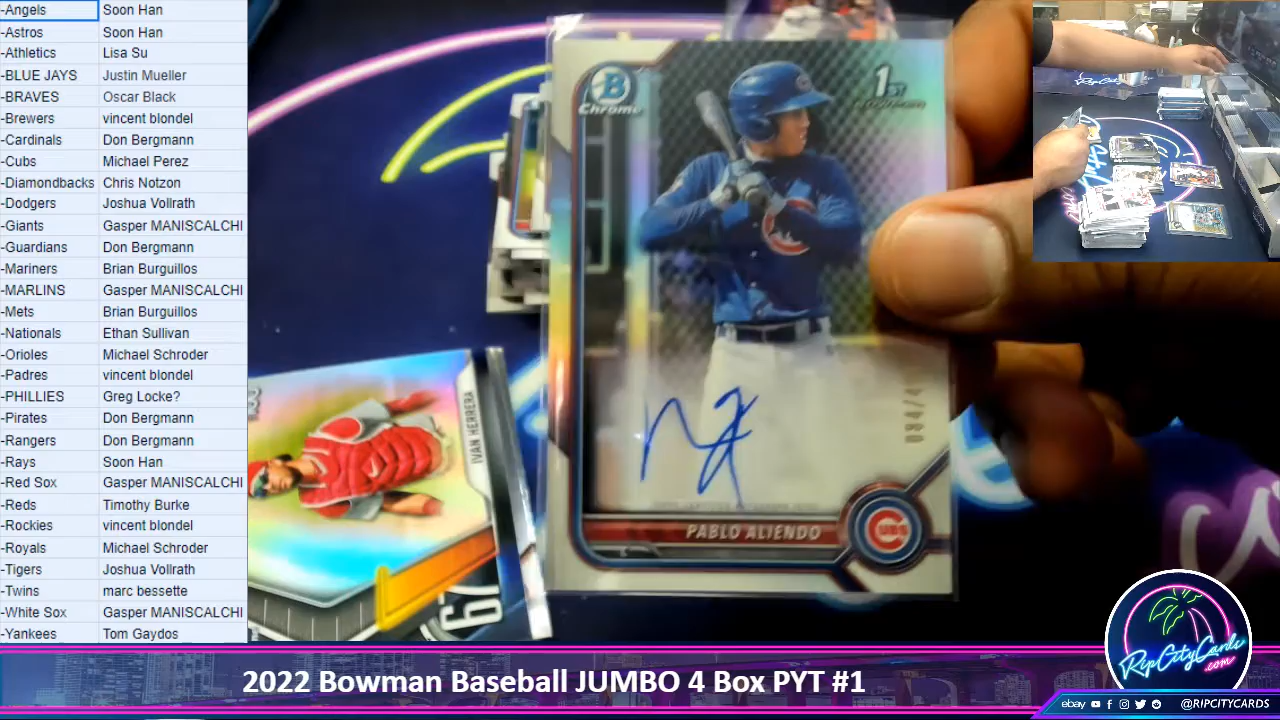 -Angels Soon Han
-Astros Soon Han
-Athletics Lisa Su
-BLUE JAYS Justin Mueller
-BRAVES Oscar Black
-Brewers vincent blondel
-Cardinals Don Bergmann
-Cubs Michael Perez
-Diamondbacks Chris Notzon
-Dodgers Joshua Vollrath
-Giants Gasper MANISCALCHI
-Guardians Don Bergmann
-Mariners Brian Burguillos
-MARLINS Gasper MANISCALCHI
-Mets Brian Burguillos
-Nationals Ethan Sullivan
-Orioles Michael Schroder
-Padres vincent blondel
-PHILLIES Greg Locke?
-Pirates Don Bergmann
-Rangers Don Bergmann
-Rays Soon Han
-Red Sox Gasper MANISCALCHI
-Reds Timothy Burke
-Rockies vincent blondel
-Royals Michael Schroder
-Tigers Joshua Vollrath
-Twins marc bessette
-White Sox Gasper MANISCALCHI
-Yankees Tom Gaydos
B
Chrome
1ST
PABLO ALIENDO
CUBS
IVAN HERRERA
67
RipCityCards
.com
2022 Bowman Baseball JUMBO 4 Box PYT #1
ebay @RIPCITYCARDS